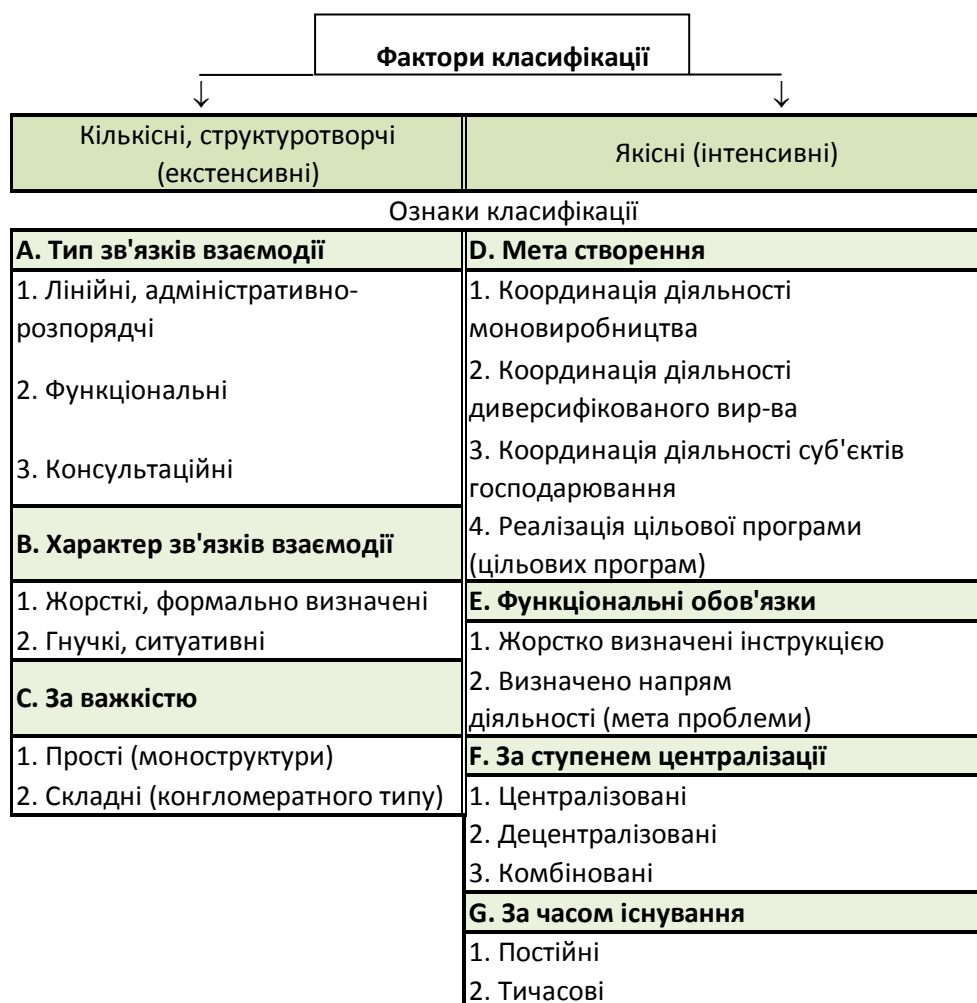 Фактори класифікації
Кількісні, структуротворчі
(екстенсивні)
Якісні (інтенсивні)
Ознаки класифікації
A. Тип зв'язків взаємодії
1. Лінійні, адміністративно-
розпорядчі
2. Функціональні
3. Консультаційні
B. Характер зв'язків взаємодії
1. Жорсткі, формально визначені
2. Гнучкі, ситуативні
C. За важкістю
1. Прості (моноструктури)
2. Складні (конгломератного типу)
D. Мета створення
1. Координація діяльності
моновиробництва
2. Координація діяльності
диверсифікованого вир-ва
3. Координація діяльності суб'єктів
господарювання
4. Реалізація цільової програми
(цільових програм)
E. Функціональні обов'язки
1. Жорстко визначені інструкцією
2. Визначено напрям
діяльності (мета проблеми)
F. За ступенем централізації
1. Централізовані
2. Децентралізовані
3. Комбіновані
G. За часом існування
1. Постійні
2. Тичасові